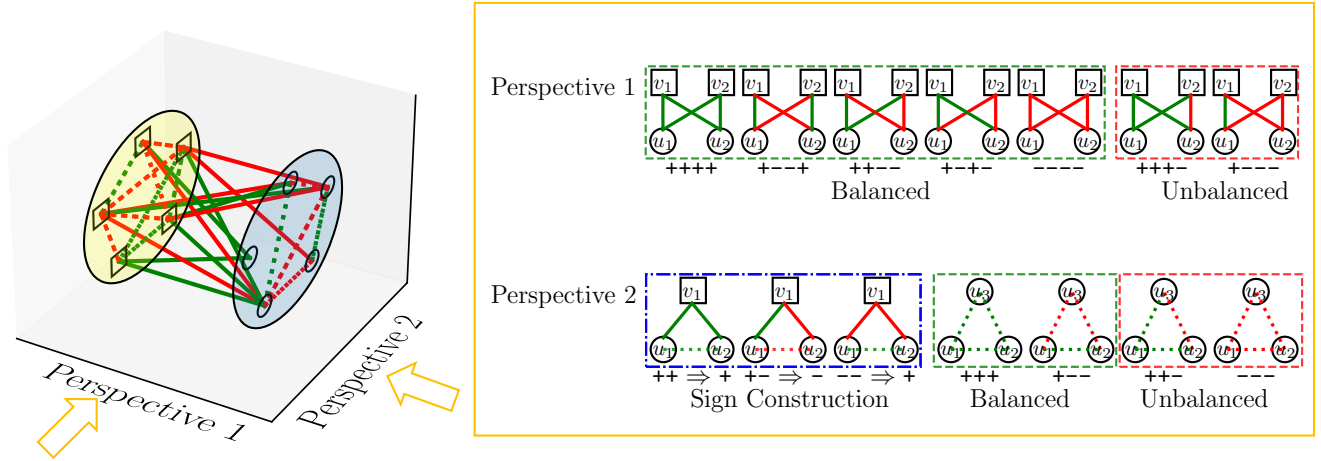 Perspective 1
Perspective 2
Perspective 1
v1 v2 v1 v2 v1 v2 v1 v2 v1 v2 v1 v2 v1 v2
u1 u2 u1 u2 u1 u2 u1 u2 u1 u2 u1 u2 u1 u2
++++ +--+ ++-- +-+- ---- +++- +---
Balanced Unbalanced
Perspective 2
v1 v1 v1 u3 u3 u3 u3
u1 u2 u1 u2 u1 u2 u1 u2 u1 u2 u1 u2 u1 u2
++ ⇒ + +- ⇒ - -- ⇒ + +++ +-- ++- ---
Sign Construction Balanced Unbalanced